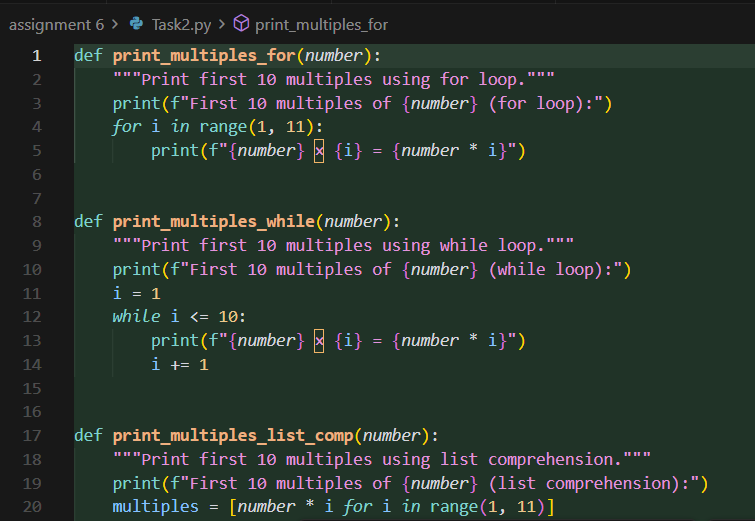 assignment 6 > Task2.py > print_multiples_for
1 def print_multiples_for(number):
2     """Print first 10 multiples using for loop."""
3     print(f"First 10 multiples of {number} (for loop):")
4     for i in range(1, 11):
5         print(f"{number} × {i} = {number * i}")
6
7
8 def print_multiples_while(number):
9     """Print first 10 multiples using while loop."""
10     print(f"First 10 multiples of {number} (while loop):")
11     i = 1
12     while i <= 10:
13         print(f"{number} × {i} = {number * i}")
14         i += 1
15
16
17 def print_multiples_list_comp(number):
18     """Print first 10 multiples using list comprehension."""
19     print(f"First 10 multiples of {number} (list comprehension):")
20     multiples = [number * i for i in range(1, 11)]